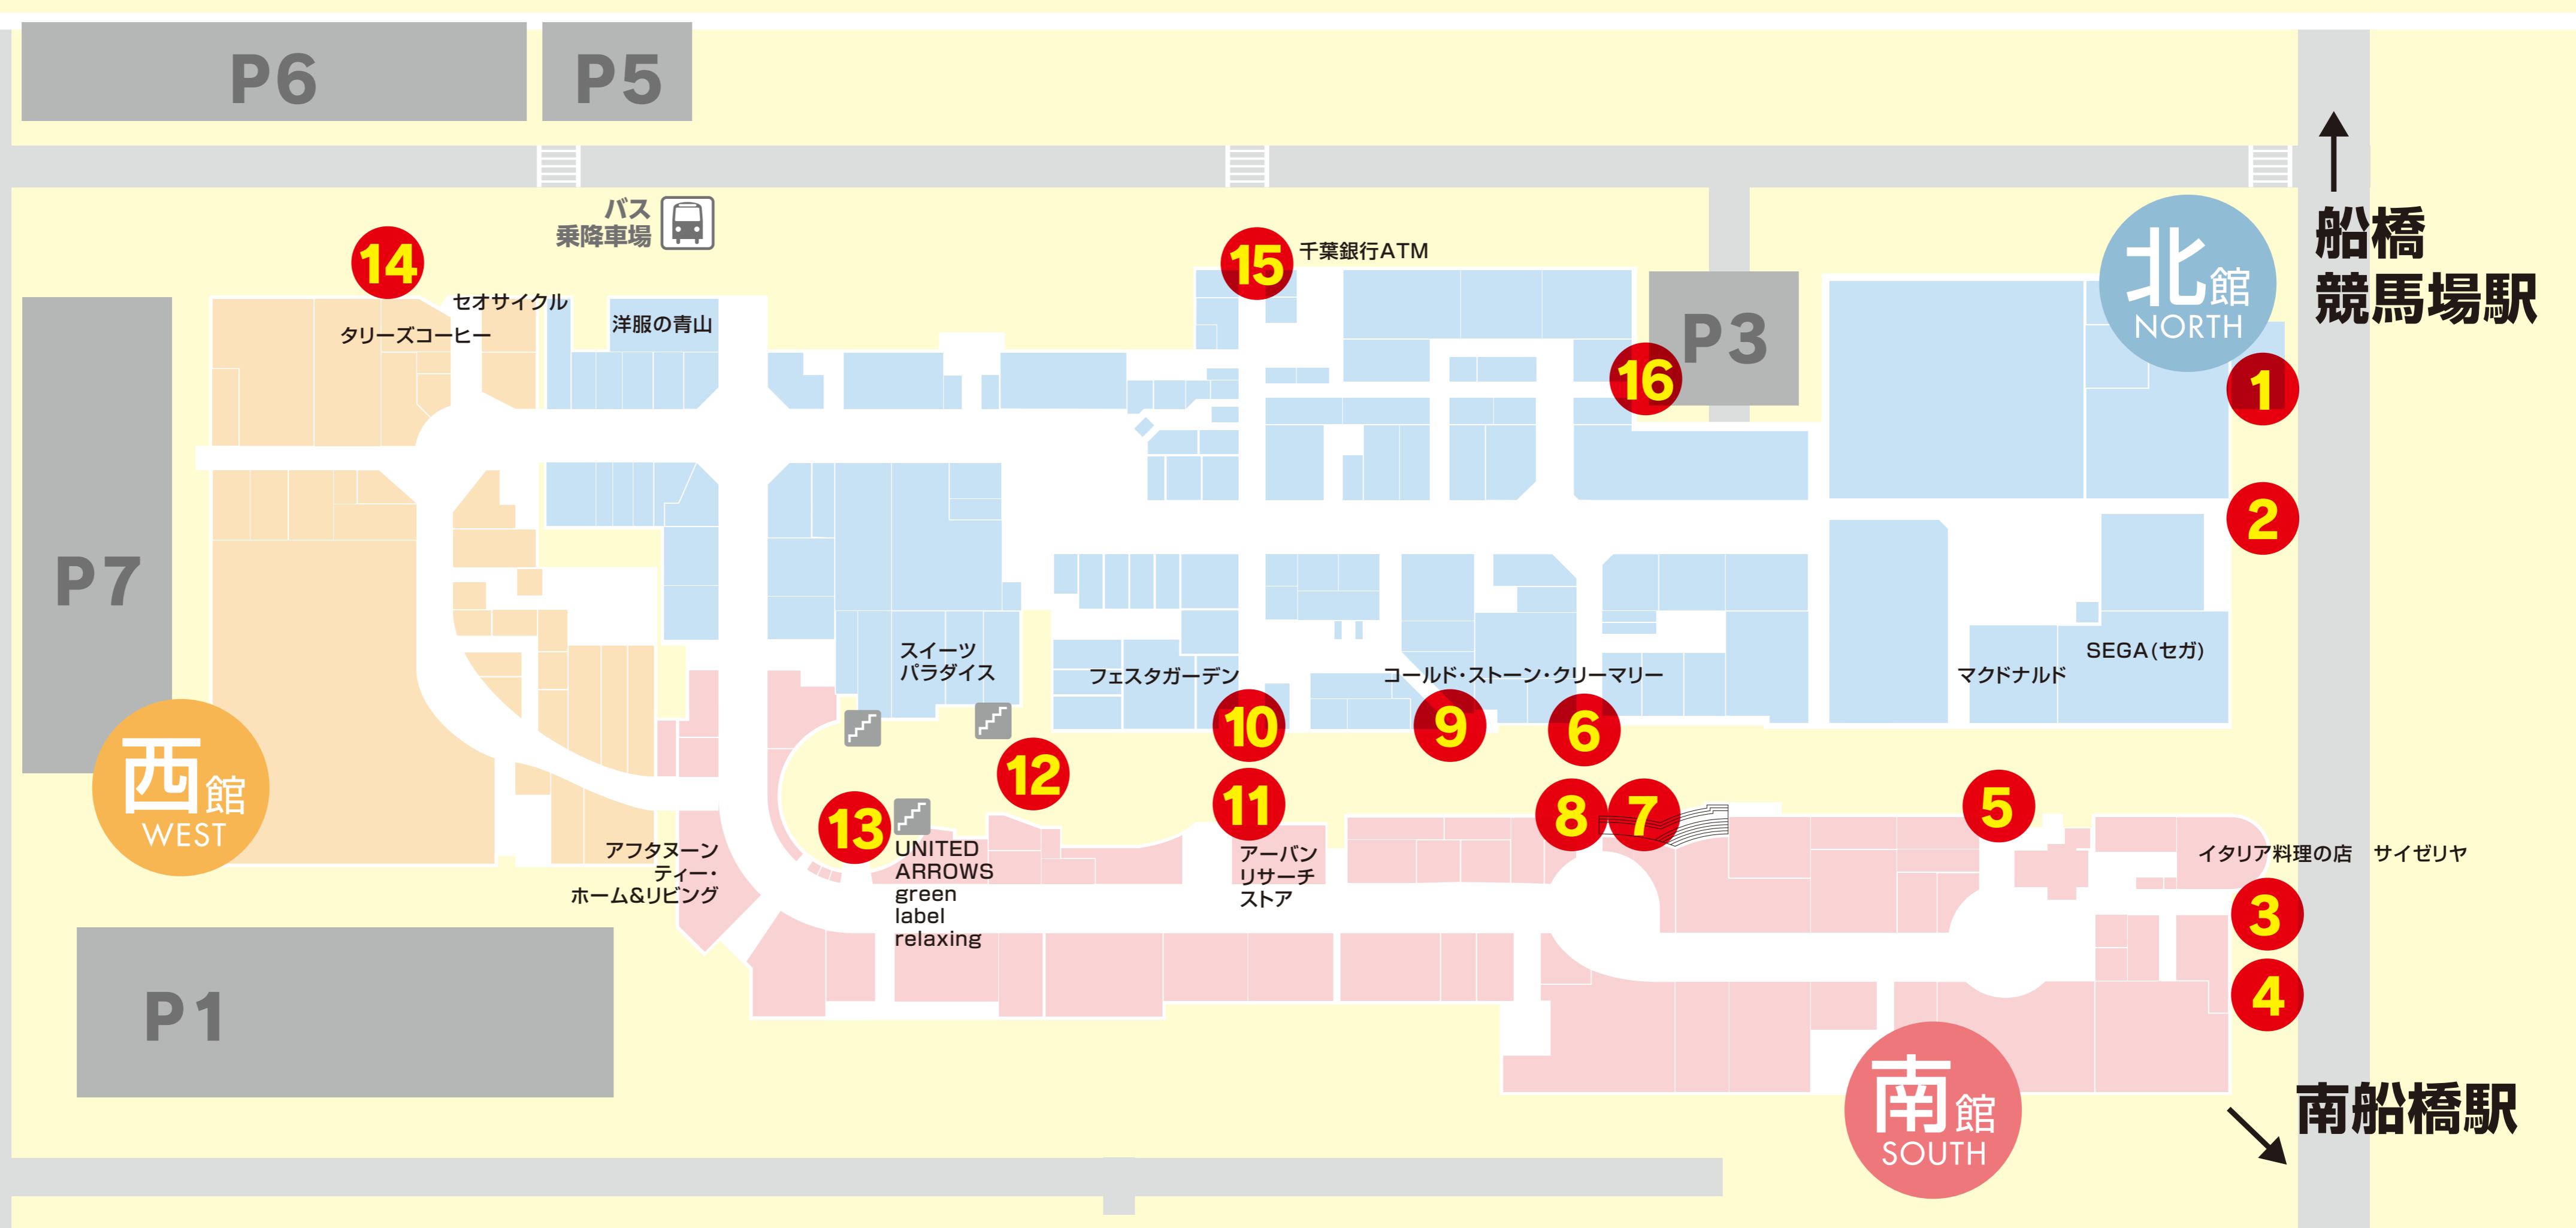 P6
P5
バス
乗降車場
船橋
競馬場駅
北館
NORTH
14
15
千葉銀行ATM
セオサイクル
タリーズコーヒー
洋服の青山
P3
16
1
2
P7
スイーツ
パラダイス
フェスタガーデン
コールド・ストーン・クリーマリー
マクドナルド
SEGA(セガ)
10
9
6
西館
WEST
12
13
11
8
7
5
アフタヌーン
ティー・
ホーム&リビング
UNITED
ARROWS
green
label
relaxing
アーバン
リサーチ
ストア
イタリア料理の店　サイゼリヤ
3
4
P1
南館
SOUTH
南船橋駅